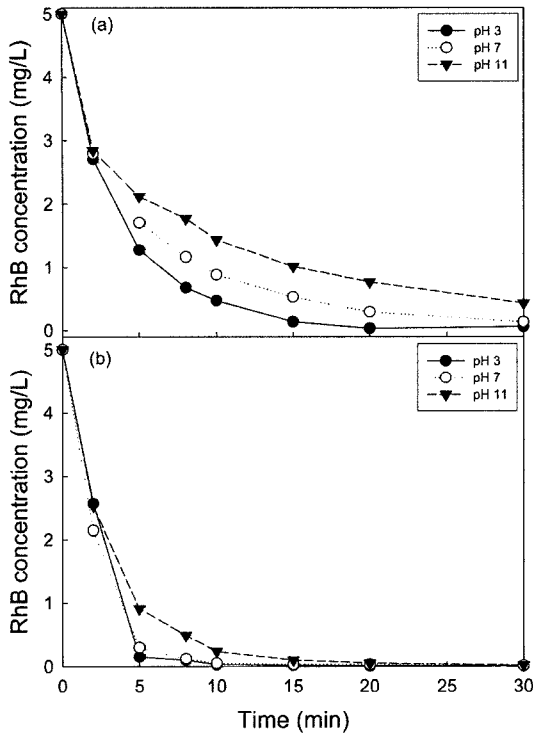 (a)
pH 3
pH 7
pH 11
RhB concentration (mg/L)
5
4
3
2
1
0
(b)
pH 3
pH 7
pH 11
RhB concentration (mg/L)
5
4
3
2
1
0
0 5 10 15 20 25 30
Time (min)